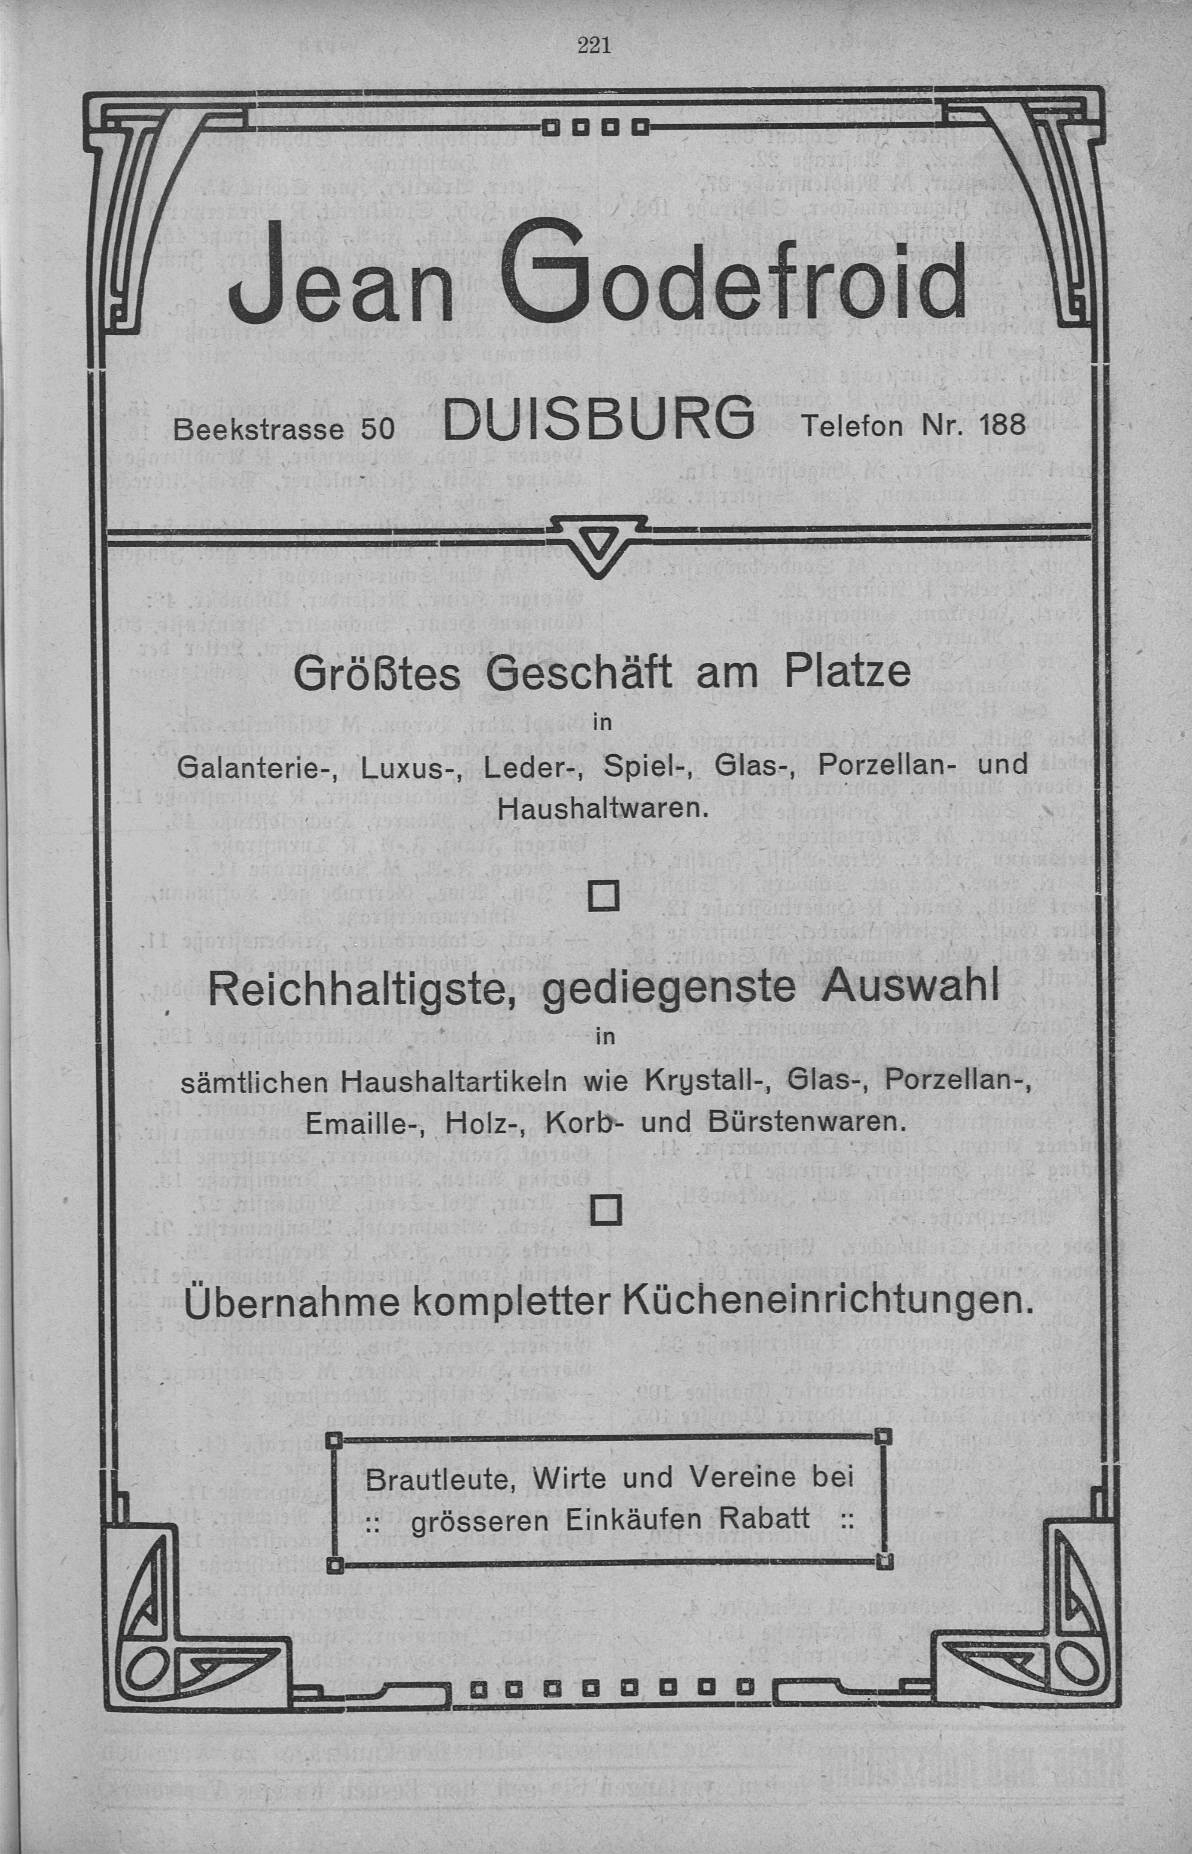 221
Jean Godefroid
Beekstrasse 50 DUISBURG Telefon Nr. 188
Größtes Geschäft am Platze
in
Galanterie-, Luxus-, Leder-, Spiel-, Glas-, Porzellan- und
Haushaltwaren.
Reichhaltigste, gediegenste Auswahl
in
sämtlichen Haushaltartikeln wie Krystall-, Glas-, Porzellan-,
Emaille-, Holz-, Korb- und Bürstenwaren.
Übernahme kompletter Kücheneinrichtungen.
Brautleute, Wirte und Vereine bei
:: grösseren Einkäufen Rabatt ::